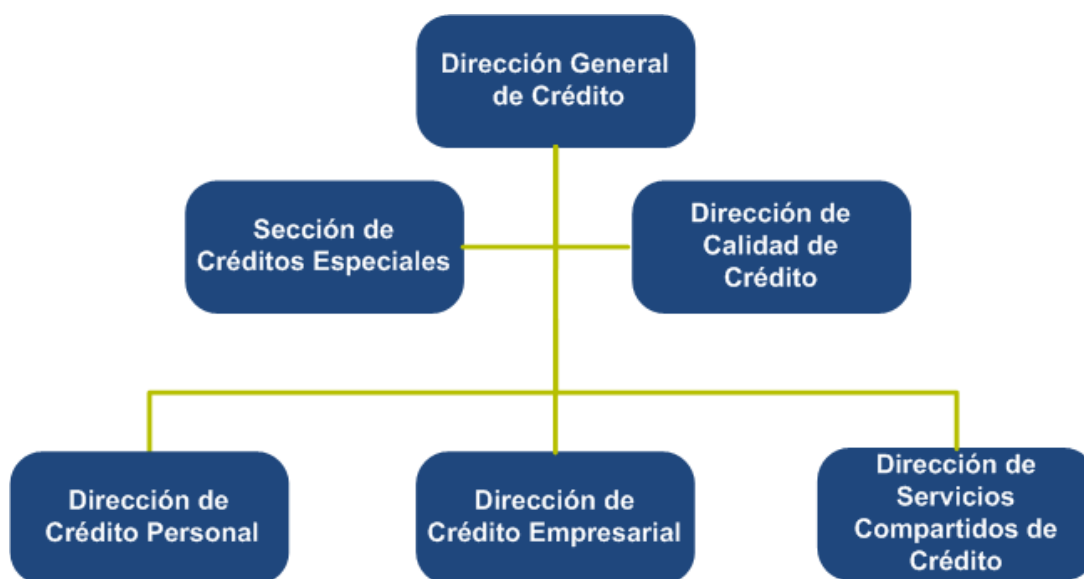 Dirección General
de Crédito
Sección de
Créditos Especiales
Dirección de
Calidad de
Crédito
Dirección de
Crédito Personal
Dirección de
Crédito Empresarial
Dirección de
Servicios
Compartidos de
Crédito